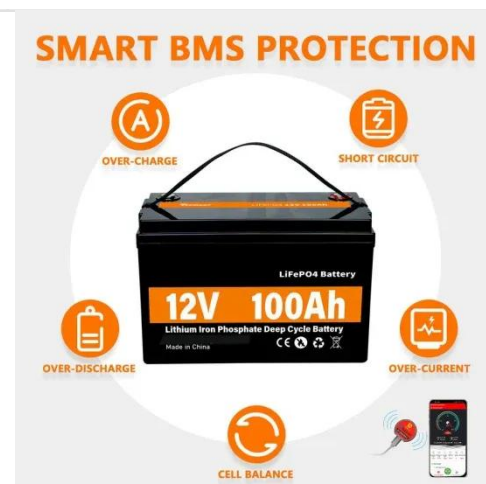 SMART BMS PROTECTION
A
OVER-CHARGE
SHORT CIRCUIT
LiFePO4 Battery
12V 100Ah
Lithium Iron Phosphate Deep Cycle Battery
Made in China
CE
OVER-DISCHARGE
OVER-CURRENT
CELL BALANCE